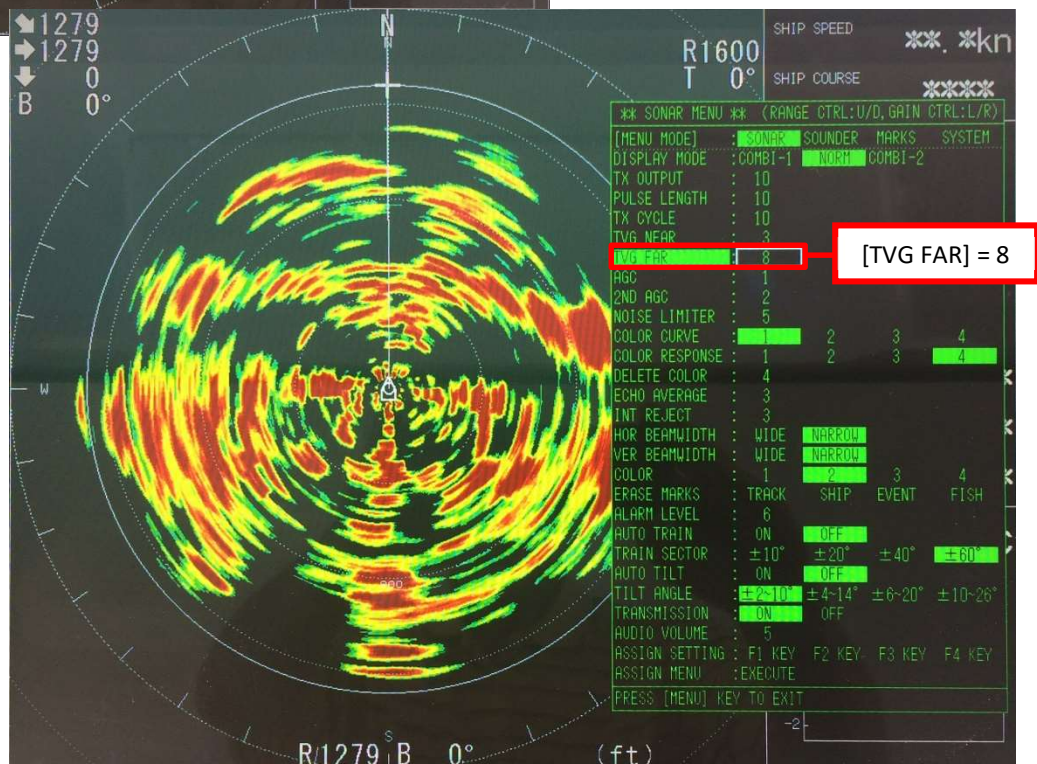 1279
1279
0
B 0°
N
R1600
T 0°
SHIP SPEED
**.*kn
SHIP COURSE
****
** SONAR MENU ** (RANGE CTRL:U/D,GAIN CTRL:L/R)
[MENU MODE] : SONAR SOUNDER MARKS SYSTEM
DISPLAY MODE :COMBI-1 NORM COMBI-2
TX OUTPUT : 10
PULSE LENGTH : 10
TX CYCLE : 10
TVG NEAR : 3
TVG FAR : 8
[TVG FAR] = 8
AGC : 1
2ND AGC : 2
NOISE LIMITER : 5
COLOR CURVE : 1 2 3 4
COLOR RESPONSE : 1 2 3 4
DELETE COLOR : 4
ECHO AVERAGE : 3
INT REJECT : 3
HOR BEAMWIDTH : WIDE NARROW
VER BEAMWIDTH : WIDE NARROW
COLOR : 1 2 3 4
ERASE MARKS : TRACK SHIP EVENT FISH
ALARM LEVEL : 6
AUTO TRAIN : ON OFF
TRAIN SECTOR : ±10° ±20° ±40° ±60°
AUTO TILT : ON OFF
TILT ANGLE : ±2~10° ±4~14° ±6~20° ±10~26°
TRANSMISSION : ON OFF
AUDIO VOLUME : 5
ASSIGN SETTING : F1 KEY F2 KEY F3 KEY F4 KEY
ASSIGN MENU :EXECUTE
PRESS [MENU] KEY TO EXIT
W
800
-2
S
R/1279 B 0° (ft)